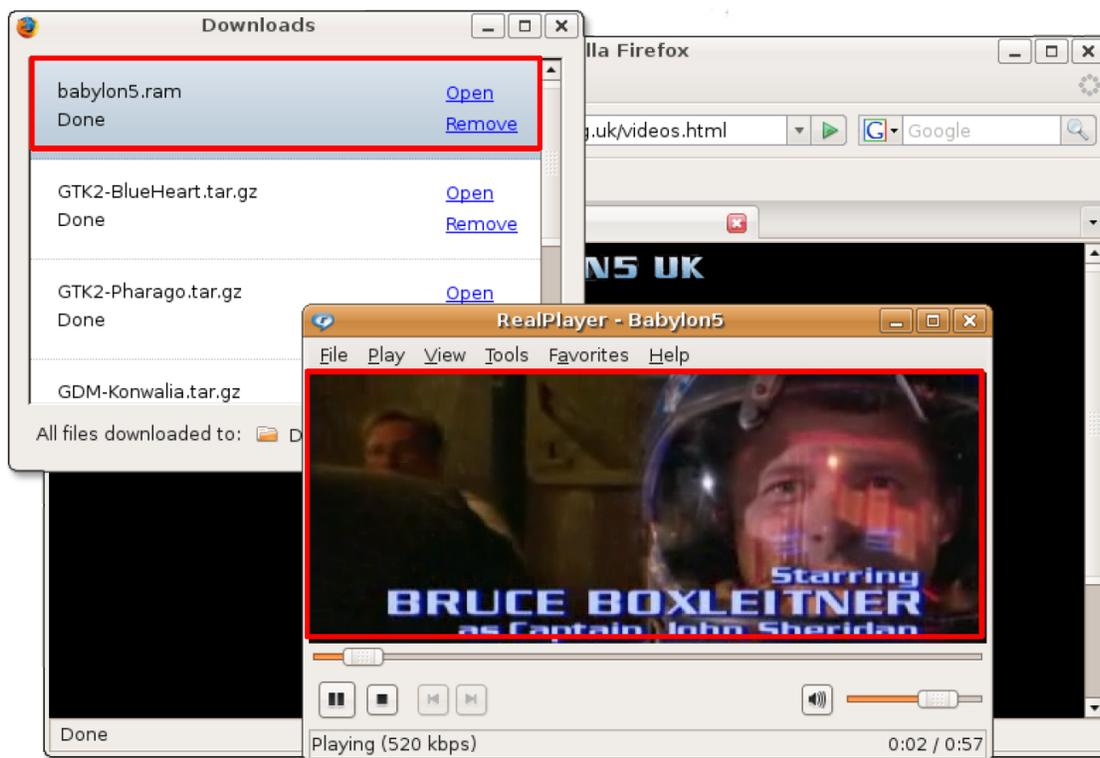 Downloads
babylon5.ram
Open
Done
Remove
GTK2-BlueHeart.tar.gz
Open
Done
Remove
GTK2-Pharago.tar.gz
Open
Done
GDM-Konwalia.tar.gz
All files downloaded to: D
lla Firefox
g.uk/videos.html
G
Google
N5 UK
RealPlayer - Babylon5
File Play View Tools Favorites Help
Starring
BRUCE BOXLEITNER
as Captain John Sheridan
Playing (520 kbps)
0:02 / 0:57
Done